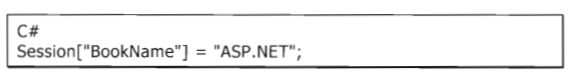 C#
Session["BookName"] = "ASP.NET";